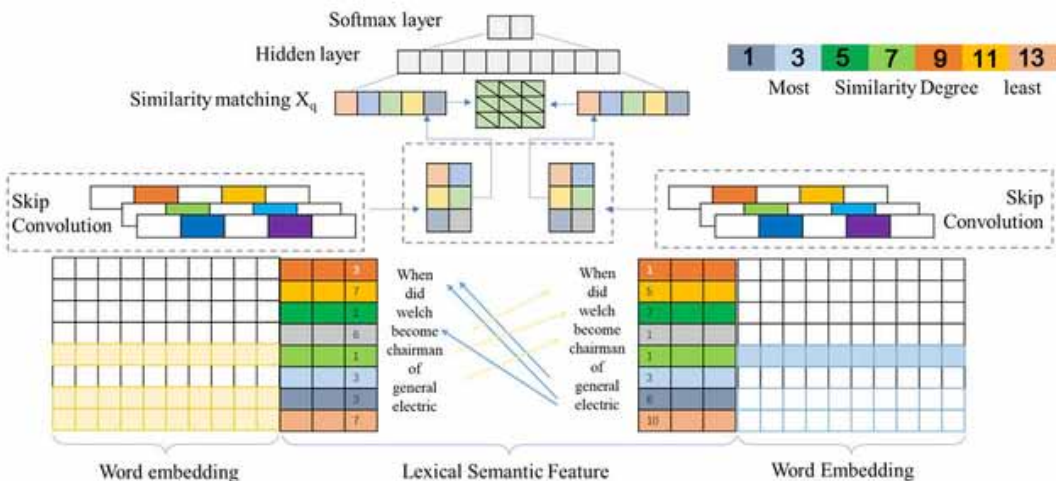 Softmax layer
Hidden layer
Similarity matching Xq
1 3 5 7 9 11 13
Most Similarity Degree least
Skip
Convolution
Skip
Convolution
3
7
6
1
3
3
7
When
did
welch
become
chairman
of
general
electric
When
did
welch
become
chairman
of
general
electric
1
5
7
1
1
3
6
10
Word embedding
Lexical Semantic Feature
Word Embedding